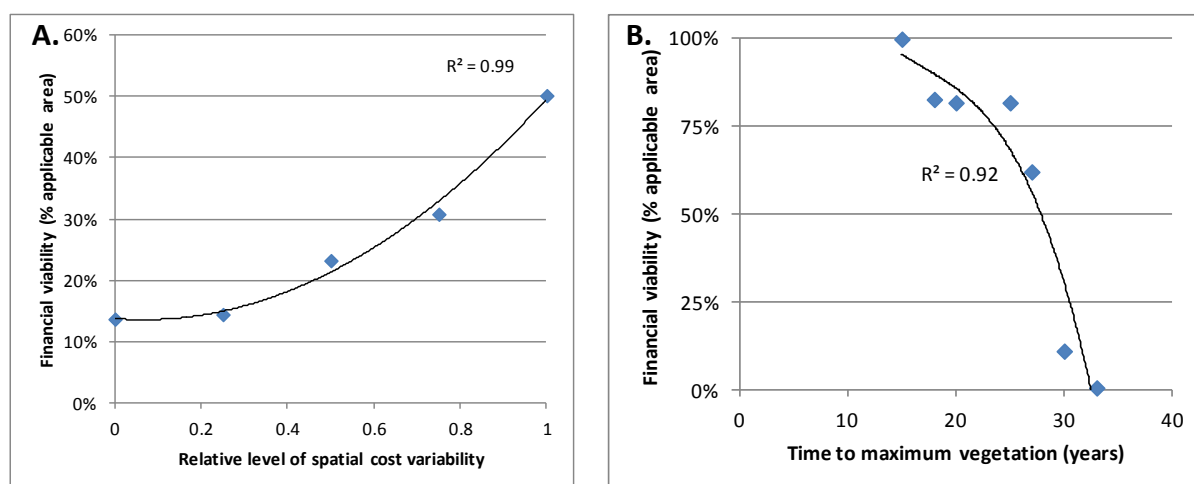 A.
Financial viability (% applicable area)
60%
50%
40%
30%
20%
10%
0%
R² = 0.99
0 0.2 0.4 0.6 0.8 1
Relative level of spatial cost variability
B.
Financial viability (% applicable area)
100%
75%
50%
25%
0%
R² = 0.92
0 10 20 30 40
Time to maximum vegetation (years)